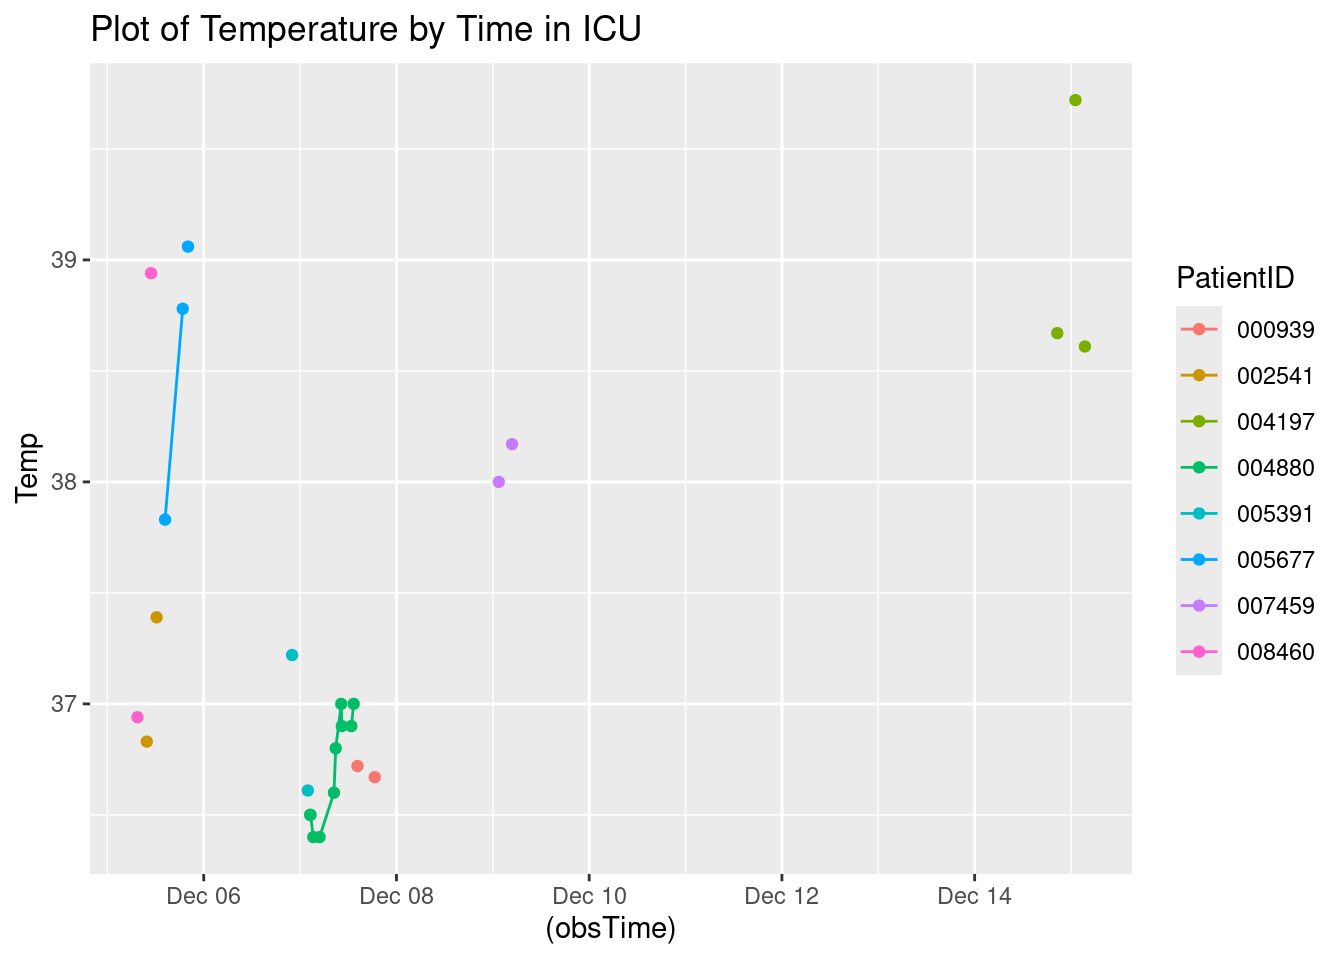 Plot of Temperature by Time in ICU
Temp
39
38
37
Dec 06
Dec 08
Dec 10
Dec 12
Dec 14
(obsTime)
PatientID
000939
002541
004197
004880
005391
005677
007459
008460